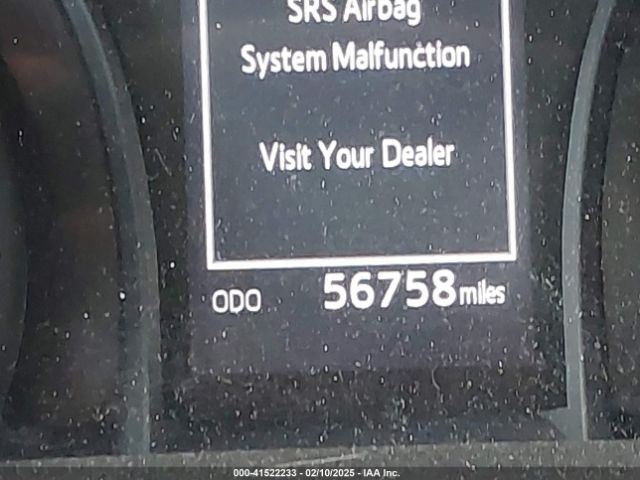 SRS Airbag
System Malfunction
Visit Your Dealer
ODO 56758 miles
000-41522233 - 02/10/2025 - IAA Inc.